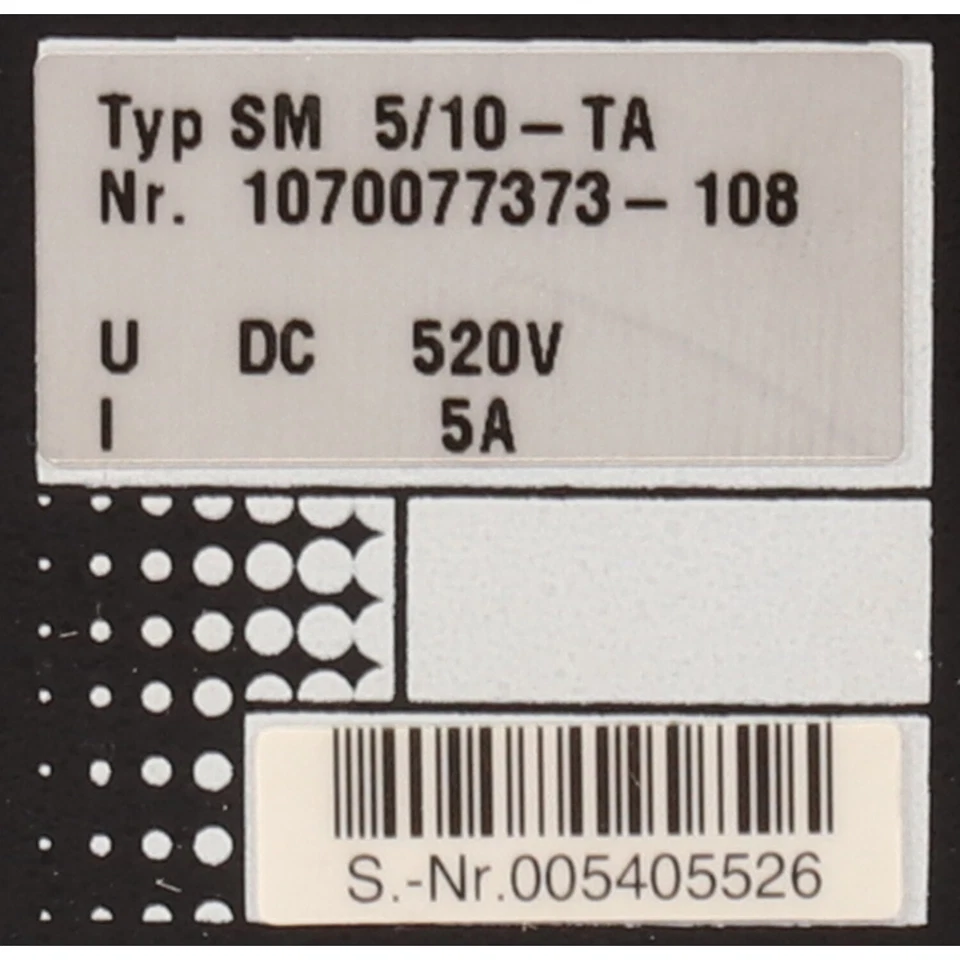 Typ SM 5/10-TA
Nr. 1070077373-108
U DC 520V
I 5A
S.-Nr.005405526